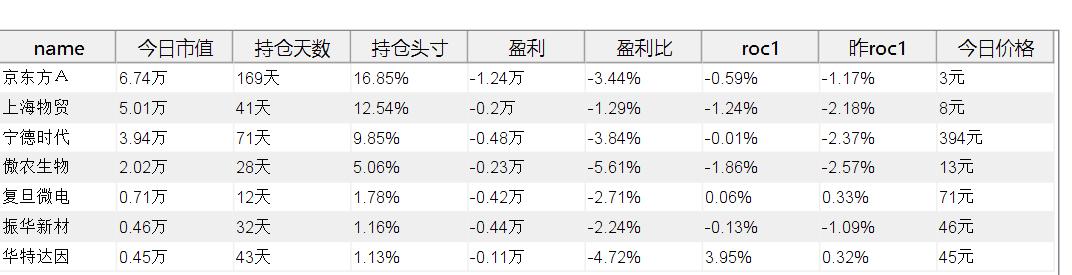 name 今日市值 持仓天数 持仓头寸 盈利 盈利比 roc1 昨roc1 今日价格
京东方Ａ 6.74万 169天 16.85% -1.24万 -3.44% -0.59% -1.17% 3元
上海物贸 5.01万 41天 12.54% -0.2万 -1.29% -1.24% -2.18% 8元
宁德时代 3.94万 71天 9.85% -0.48万 -3.84% -0.01% -2.37% 394元
傲农生物 2.02万 28天 5.06% -0.23万 -5.61% -1.86% -2.57% 13元
复旦微电 0.71万 12天 1.78% -0.42万 -2.71% 0.06% 0.33% 71元
振华新材 0.46万 32天 1.16% -0.44万 -2.24% -0.13% -1.09% 46元
华特达因 0.45万 43天 1.13% -0.11万 -4.72% 3.95% 0.32% 45元